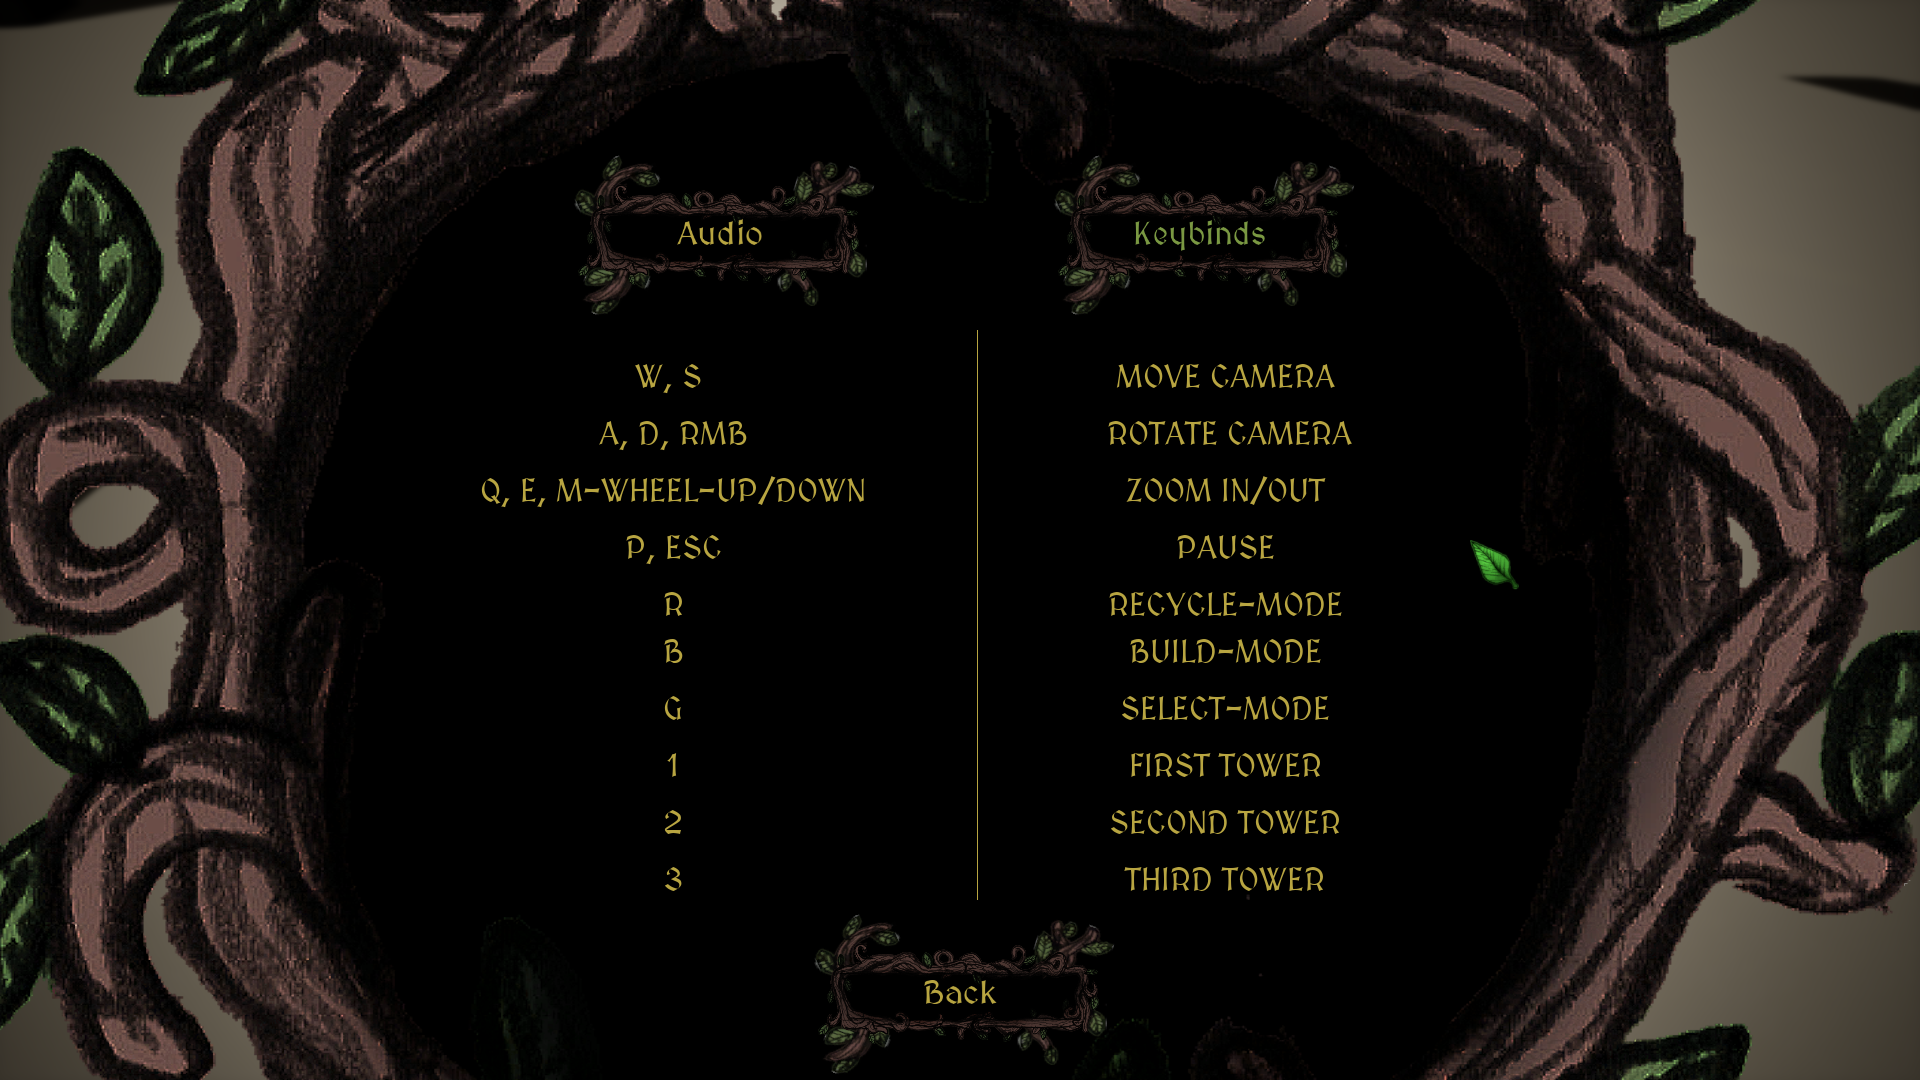 Audio Keybinds
W, S MOVE CAMERA
A, D, RMB ROTATE CAMERA
Q, E, M-WHEEL-UP/DOWN ZOOM IN/OUT
P, ESC PAUSE
R RECYCLE-MODE
B BUILD-MODE
G SELECT-MODE
1 FIRST TOWER
2 SECOND TOWER
3 THIRD TOWER
Back